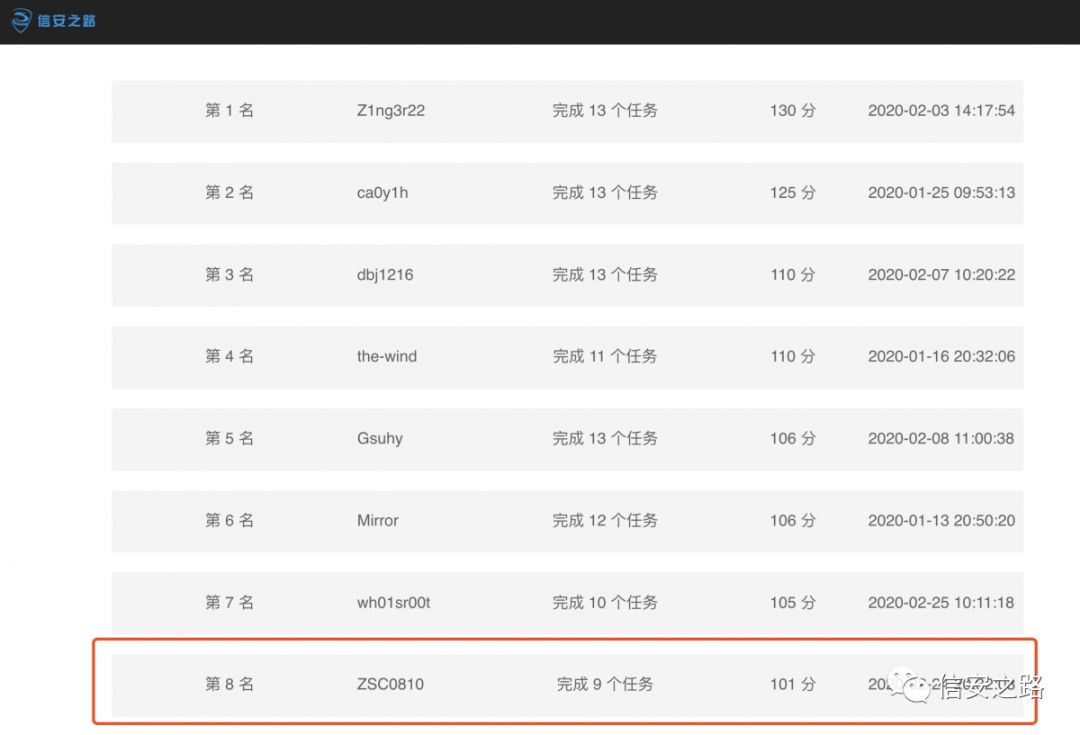 信安之路
第 1 名 Z1ng3r22 完成 13 个任务 130 分 2020-02-03 14:17:54
第 2 名 ca0y1h 完成 13 个任务 125 分 2020-01-25 09:53:13
第 3 名 dbj1216 完成 13 个任务 110 分 2020-02-07 10:20:22
第 4 名 the-wind 完成 11 个任务 110 分 2020-01-16 20:32:06
第 5 名 Gsuhy 完成 13 个任务 106 分 2020-02-08 11:00:38
第 6 名 Mirror 完成 12 个任务 106 分 2020-01-13 20:50:20
第 7 名 wh01sr00t 完成 10 个任务 105 分 2020-02-25 10:11:18
第 8 名 ZSC0810 完成 9 个任务 101 分
信安之路